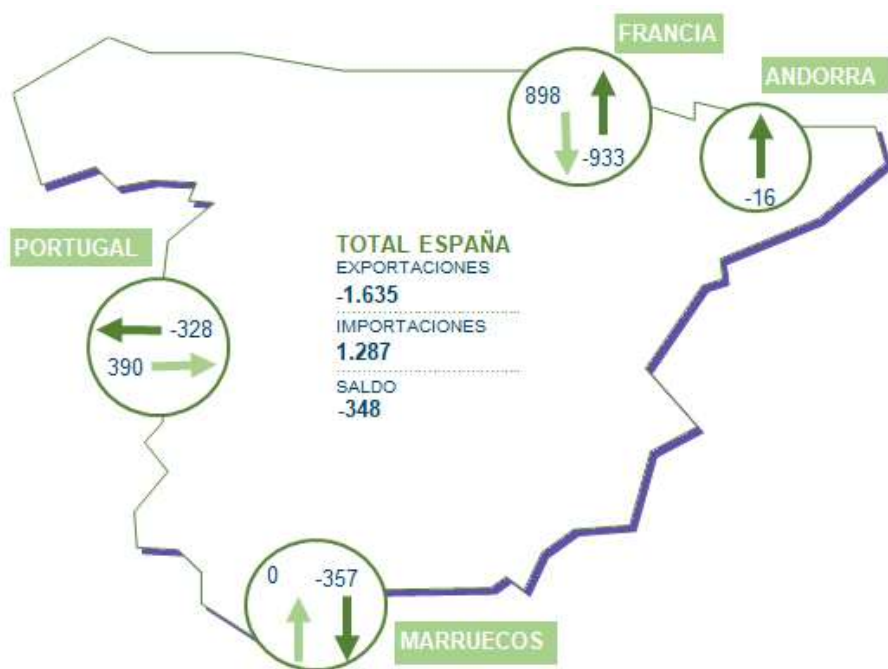 FRANCIA
898
-933
ANDORRA
-16
PORTUGAL
-328
390
TOTAL ESPAÑA
EXPORTACIONES
-1.635
IMPORTACIONES
1.287
SALDO
-348
0 -357
MARRUECOS